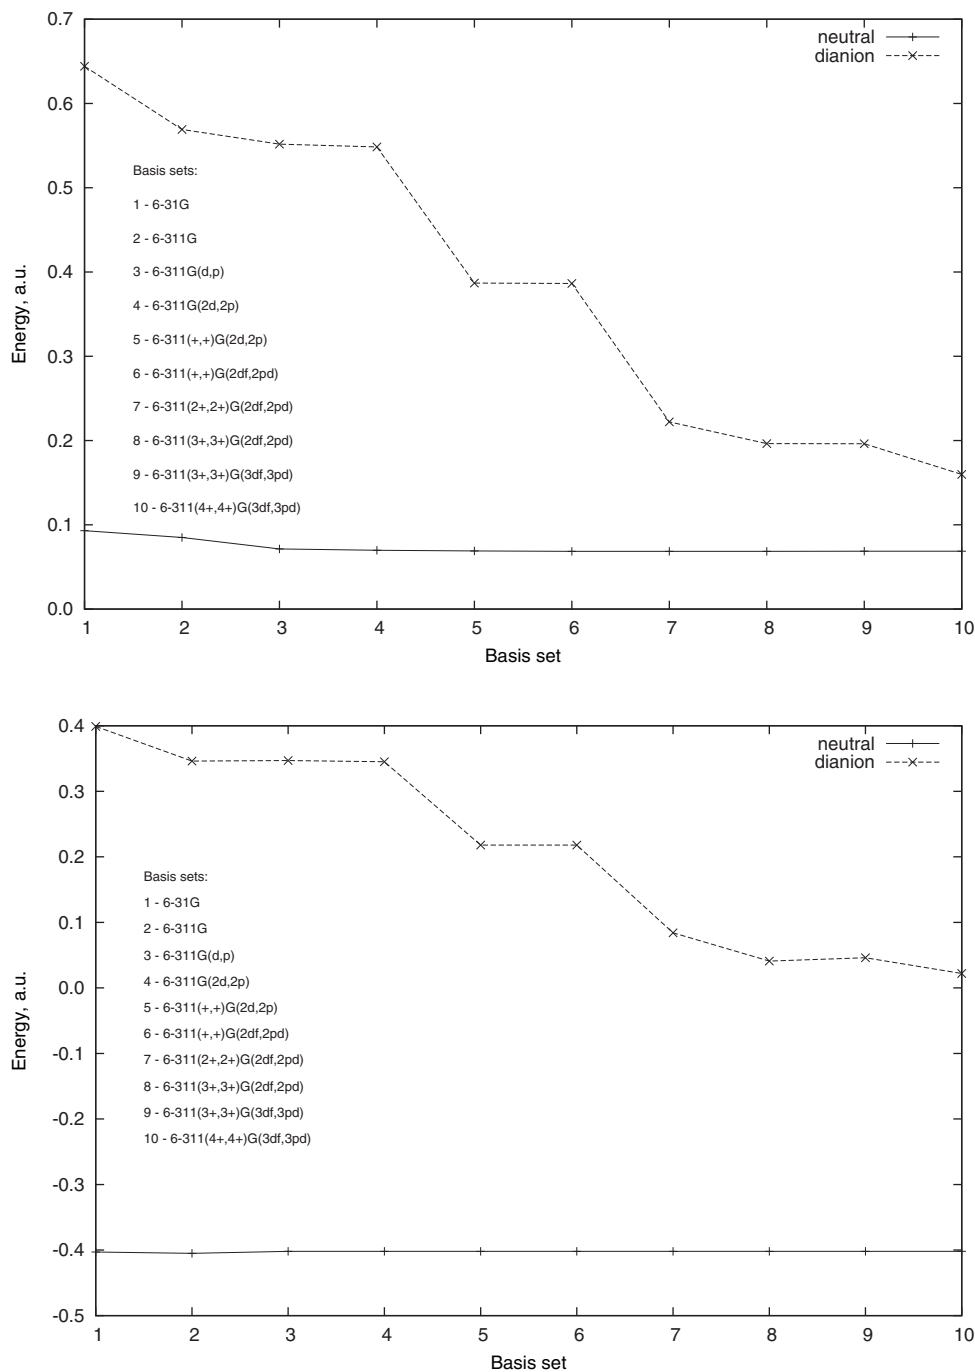 0.7
neutral
dianion
0.6
Basis sets:
0.5
1 - 6-31G
2 - 6-311G
3 - 6-311G(d,p)
0.4
4 - 6-311G(2d,2p)
5 - 6-311(+,+)G(2d,2p)
0.3
6 - 6-311(+,+)G(2df,2pd)
7 - 6-311(2+,2+)G(2df,2pd)
0.2
8 - 6-311(3+,3+)G(2df,2pd)
9 - 6-311(3+,3+)G(3df,3pd)
10 - 6-311(4+,4+)G(3df,3pd)
0.1
0.0
Energy, a.u.
1 2 3 4 5 6 7 8 9 10
Basis set
0.4
neutral
dianion
0.3
0.2
Basis sets:
1 - 6-31G
0.1
2 - 6-311G
3 - 6-311G(d,p)
0.0
4 - 6-311G(2d,2p)
5 - 6-311(+,+)G(2d,2p)
6 - 6-311(+,+)G(2df,2pd)
-0.1
7 - 6-311(2+,2+)G(2df,2pd)
8 - 6-311(3+,3+)G(2df,2pd)
-0.2
9 - 6-311(3+,3+)G(3df,3pd)
10 - 6-311(4+,4+)G(3df,3pd)
-0.3
-0.4
-0.5
Energy, a.u.
1 2 3 4 5 6 7 8 9 10
Basis set